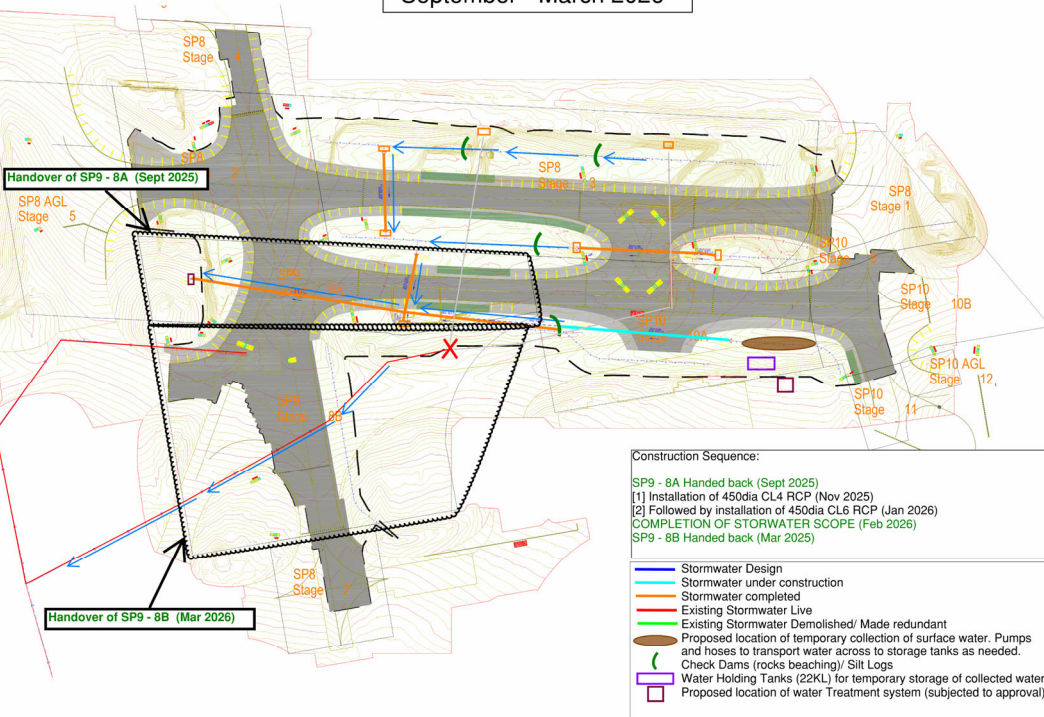 September - March 2026
SP8
Stage 4
SP8
2
Handover of SP9 - 8A (Sept 2025)
SP8 AGL
Stage 5
SP8
Stage 3
SP8
Stage 1
SP10
Stage
SP9
8A
SP10
10A
SP10
Stage 10B
SP10 AGL
Stage 12,
SP10
Stage 11
SP9
Stage 8B
SP8
Stage 7
Handover of SP9 - 8B (Mar 2026)
Construction Sequence:
SP9 - 8A Handed back (Sept 2025)
[1] Installation of 450dia CL4 RCP (Nov 2025)
[2] Followed by installation of 450dia CL6 RCP (Jan 2026)
COMPLETION OF STORWATER SCOPE (Feb 2026)
SP9 - 8B Handed back (Mar 2025)
Stormwater Design
Stormwater under construction
Stormwater completed
Existing Stormwater Live
Existing Stormwater Demolished/ Made redundant
Proposed location of temporary collection of surface water. Pumps
and hoses to transport water across to storage tanks as needed.
Check Dams (rocks beaching)/ Silt Logs
Water Holding Tanks (22KL) for temporary storage of collected water
Proposed location of water Treatment system (subjected to approval)